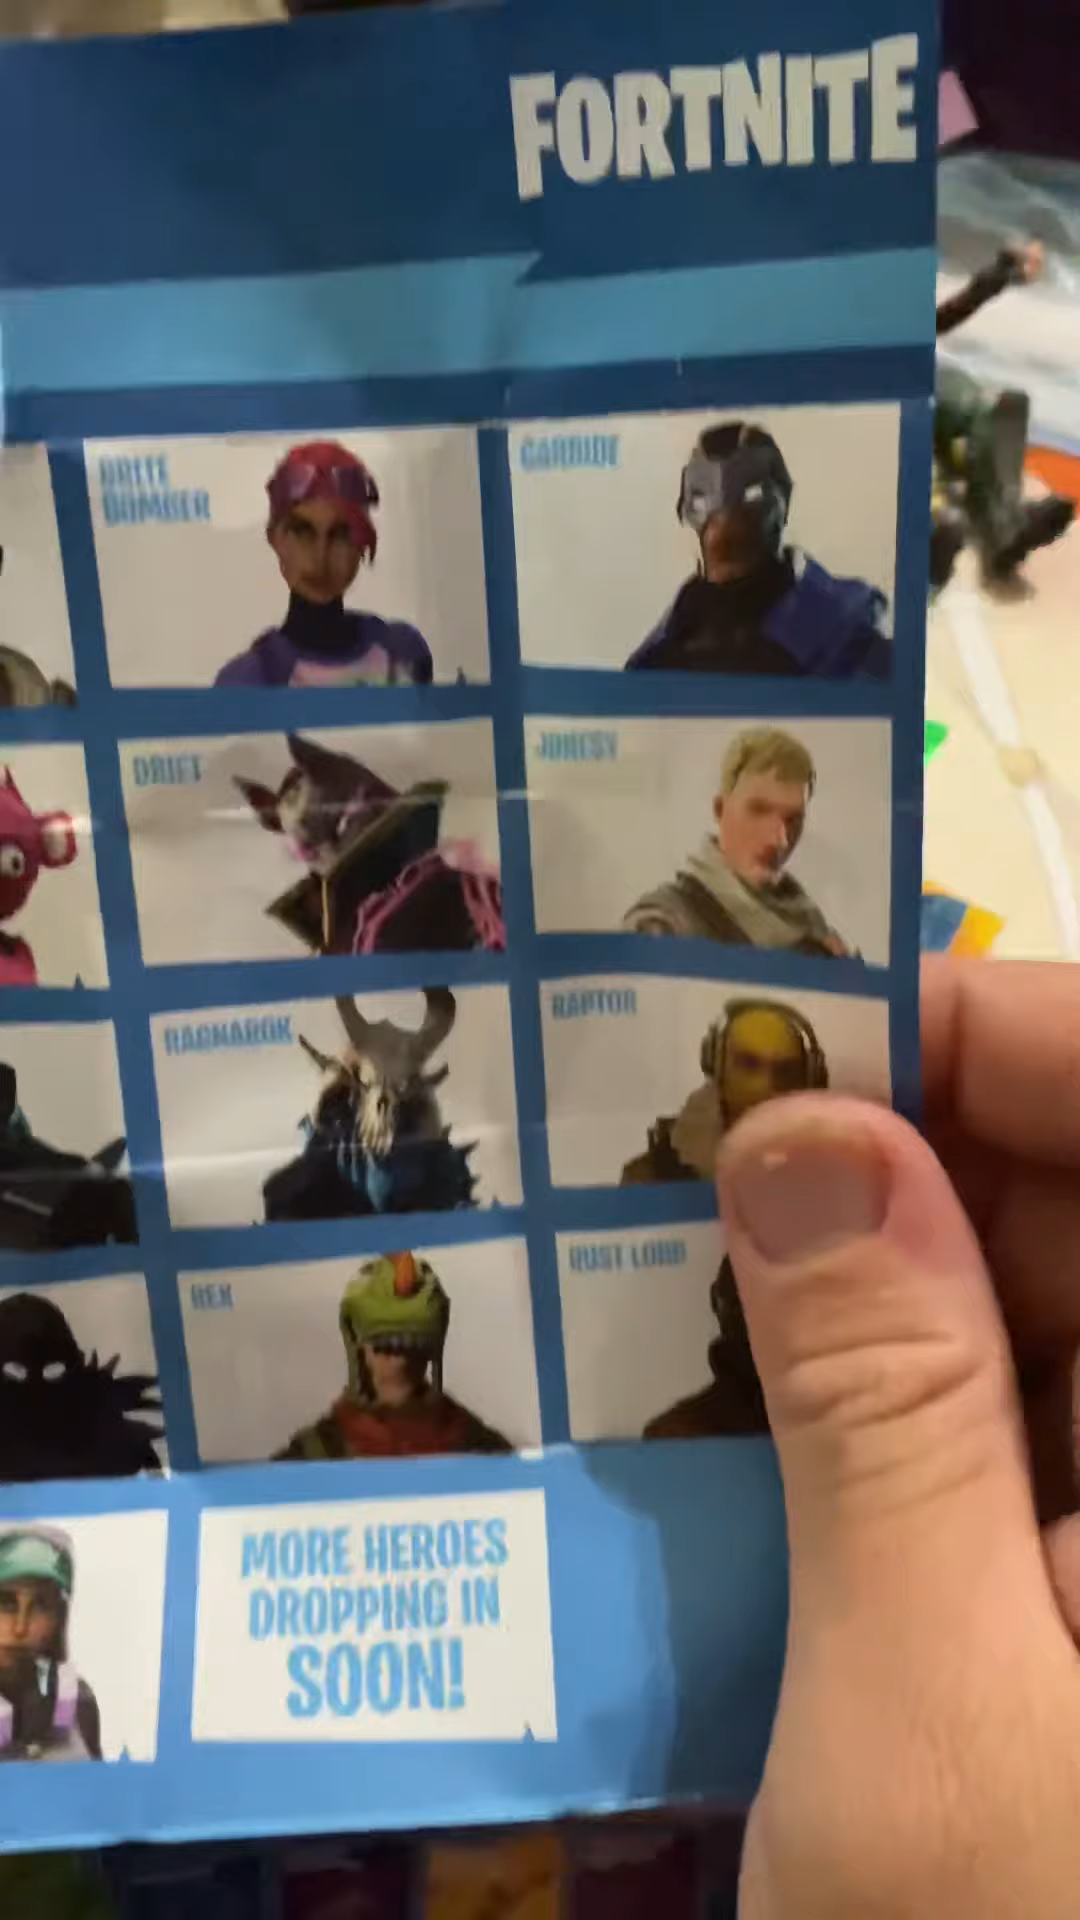 FORTNITE
BRITE
BOMBER
CARBIDE
DRIFT
JONESY
RAGNAROK
RAPTOR
REX
RUST LORD
MORE HEROES
DROPPING IN
SOON!